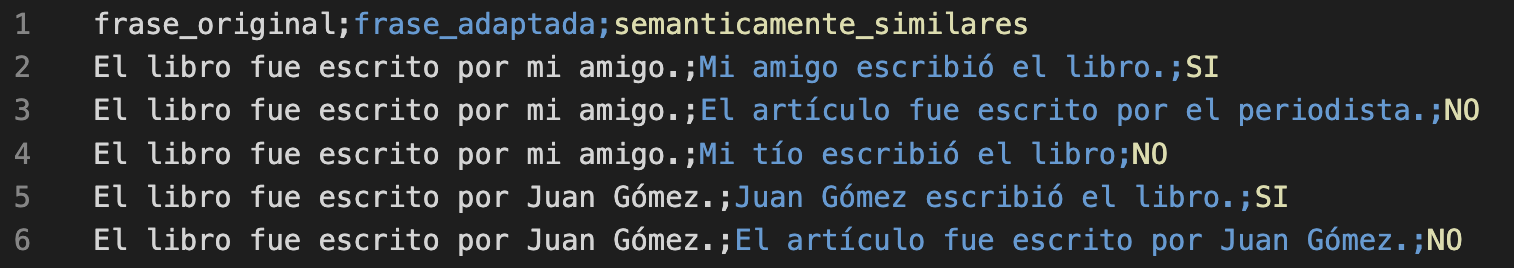 1 frase_original;frase_adaptada;semanticamente_similares
2 El libro fue escrito por mi amigo.;Mi amigo escribió el libro.;SI
3 El libro fue escrito por mi amigo.;El artículo fue escrito por el periodista.;NO
4 El libro fue escrito por mi amigo.;Mi tío escribió el libro;NO
5 El libro fue escrito por Juan Gómez.;Juan Gómez escribió el libro.;SI
6 El libro fue escrito por Juan Gómez.;El artículo fue escrito por Juan Gómez.;NO